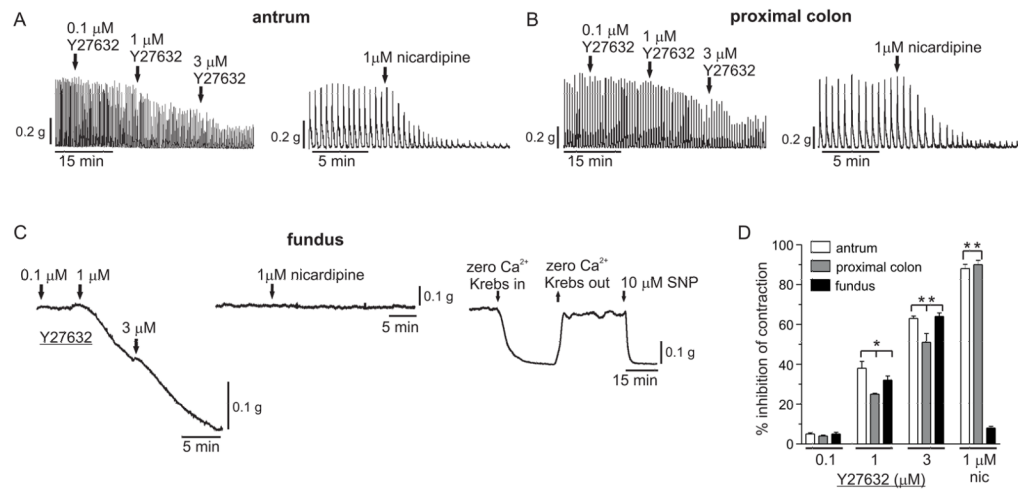 A
antrum
0.1 μM
Y27632
1 μM
Y27632
3 μM
Y27632
0.2 g
15 min
1μM nicardipine
0.2 g
5 min
B
proximal colon
0.1 μM
Y27632
1 μM
Y27632
3 μM
Y27632
0.2 g
15 min
1μM nicardipine
0.2 g
5 min
C
fundus
0.1 μM
1 μM
Y27632
3 μM
0.1 g
5 min
1μM nicardipine
0.1 g
5 min
zero Ca²⁺
Krebs in
zero Ca²⁺
Krebs out
10 μM SNP
0.1 g
15 min
D
antrum
proximal colon
fundus
% inhibition of contraction
100
80
60
40
20
0
*
**
**
0.1
1
3
1 μM
nic
Y27632 (μM)